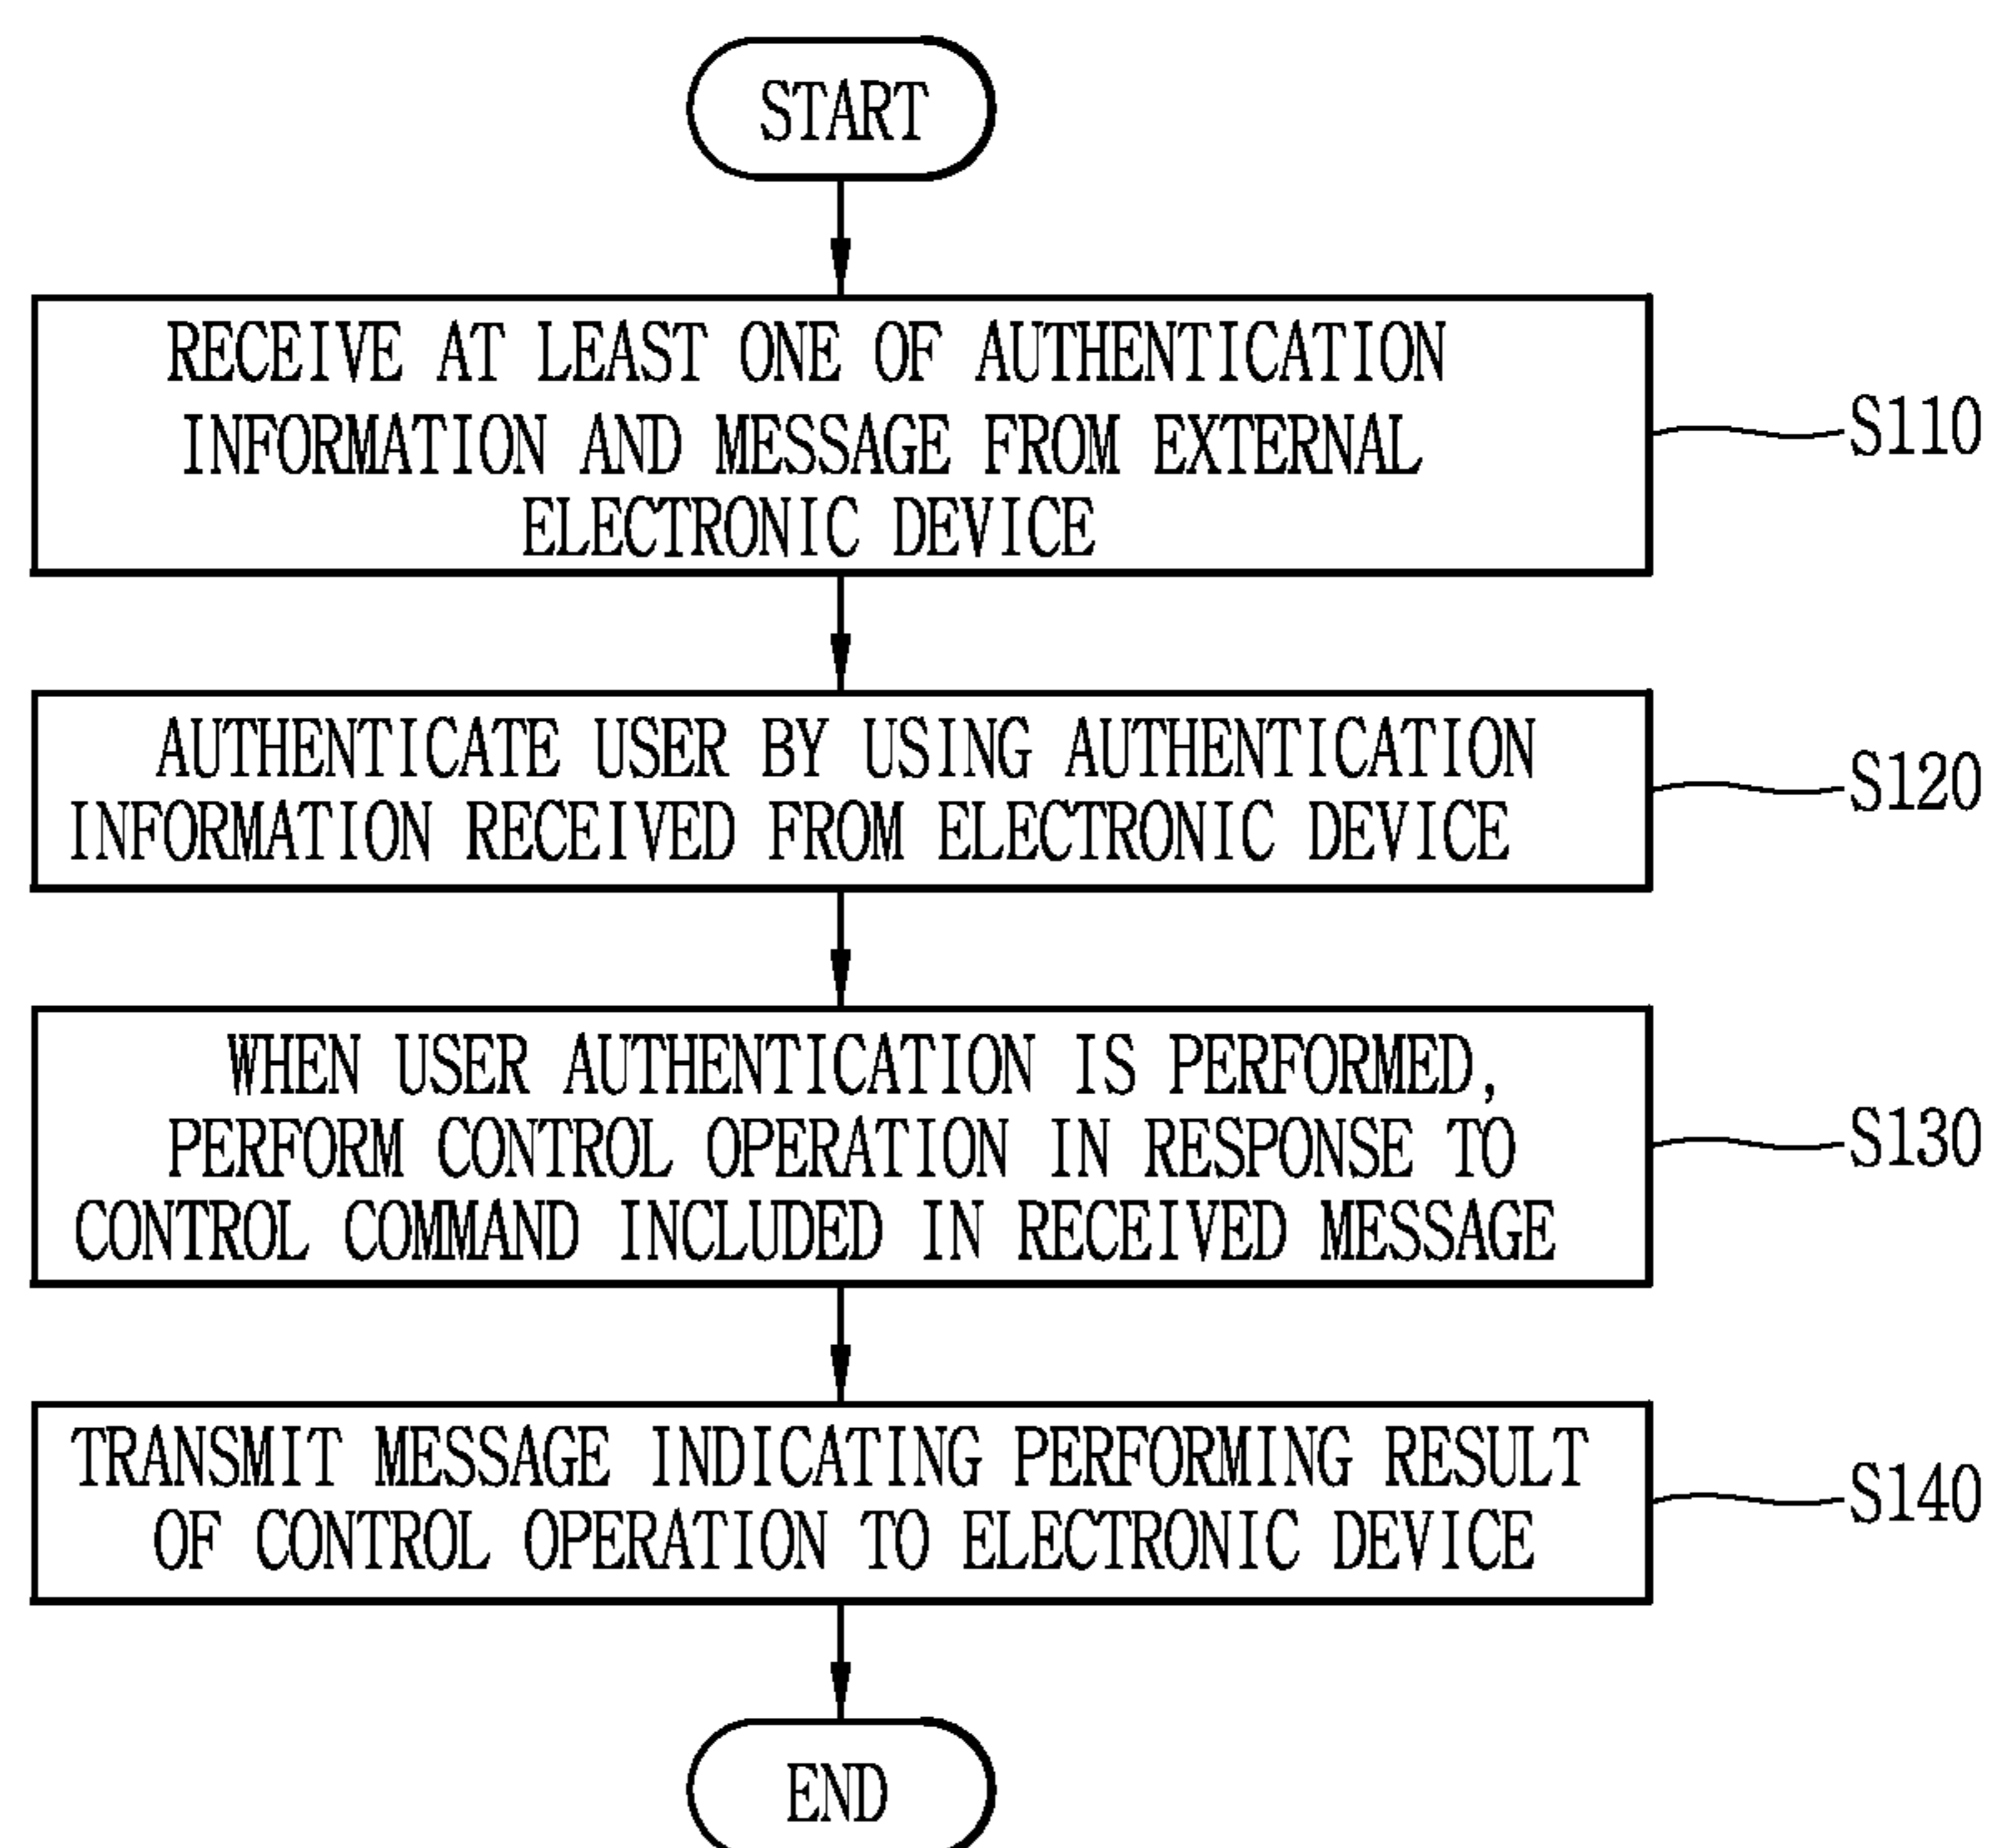 START
RECEIVE AT LEAST ONE OF AUTHENTICATION
INFORMATION AND MESSAGE FROM EXTERNAL
ELECTRONIC DEVICE
S110
AUTHENTICATE USER BY USING AUTHENTICATION
INFORMATION RECEIVED FROM ELECTRONIC DEVICE
S120
WHEN USER AUTHENTICATION IS PERFORMED,
PERFORM CONTROL OPERATION IN RESPONSE TO
CONTROL COMMAND INCLUDED IN RECEIVED MESSAGE
S130
TRANSMIT MESSAGE INDICATING PERFORMING RESULT
OF CONTROL OPERATION TO ELECTRONIC DEVICE
S140
END